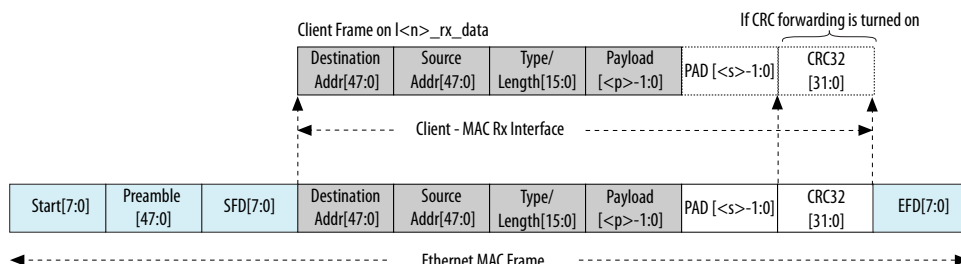 If CRC forwarding is turned on
Client Frame on l<n>_rx_data
Destination Addr[47:0]
Source Addr[47:0]
Type/ Length[15:0]
Payload [<p>-1:0]
PAD [<s>-1:0]
CRC32 [31:0]
Client - MAC Rx Interface
Start[7:0]
Preamble [47:0]
SFD[7:0]
Destination Addr[47:0]
Source Addr[47:0]
Type/ Length[15:0]
Payload [<p>-1:0]
PAD [<s>-1:0]
CRC32 [31:0]
EFD[7:0]
Ethernet MAC Frame